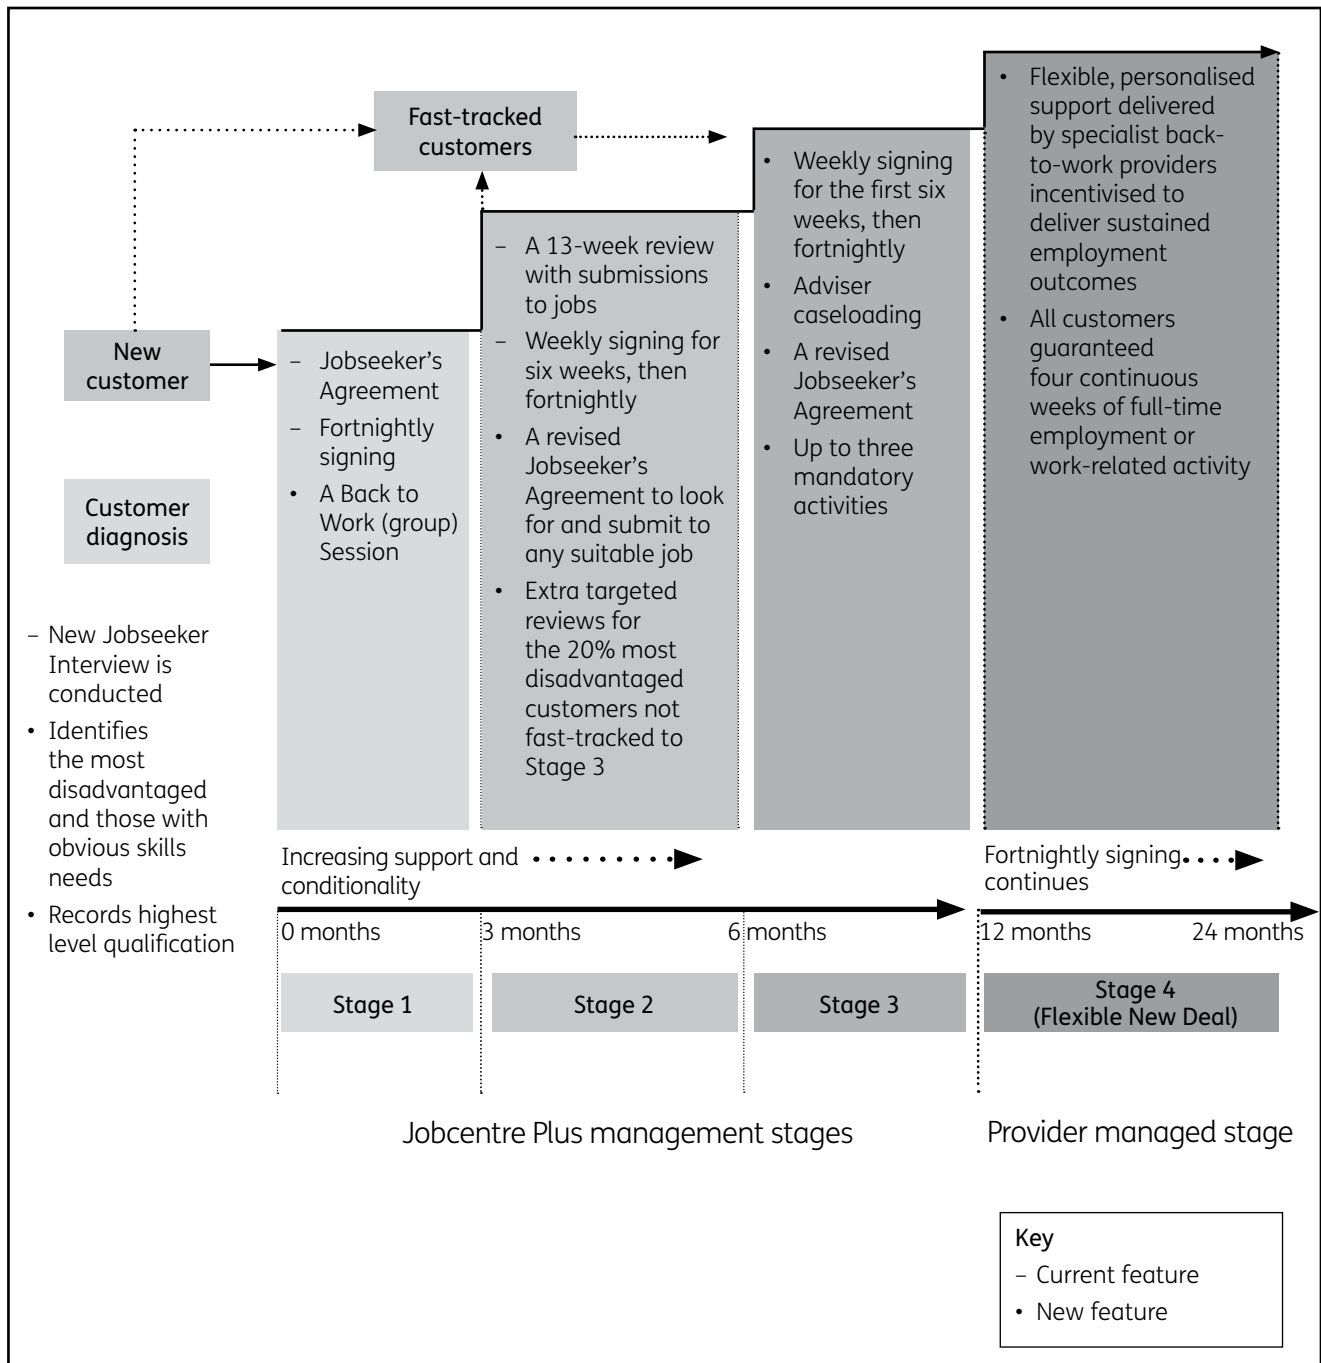 Fast-tracked
customers
New
customer
Customer
diagnosis
– New Jobseeker
Interview is
conducted
• Identifies
the most
disadvantaged
and those with
obvious skills
needs
• Records highest
level qualification
– Jobseeker’s
Agreement
– Fortnightly
signing
• A Back to
Work (group)
Session
– A 13-week review
with submissions
to jobs
– Weekly signing for
six weeks, then
fortnightly
• A revised
Jobseeker’s
Agreement to look
for and submit to
any suitable job
• Extra targeted
reviews for
the 20% most
disadvantaged
customers not
fast-tracked to
Stage 3
• Weekly signing
for the first six
weeks, then
fortnightly
• Adviser
caseloading
• A revised
Jobseeker’s
Agreement
• Up to three
mandatory
activities
• Flexible, personalised
support delivered
by specialist back-
to-work providers
incentivised to
deliver sustained
employment
outcomes
• All customers
guaranteed
four continuous
weeks of full-time
employment or
work-related activity
Increasing support and
conditionality
Fortnightly signing
continues
0 months
3 months
6 months
12 months
24 months
Stage 1
Stage 2
Stage 3
Stage 4
(Flexible New Deal)
Jobcentre Plus management stages
Provider managed stage
Key
– Current feature
• New feature